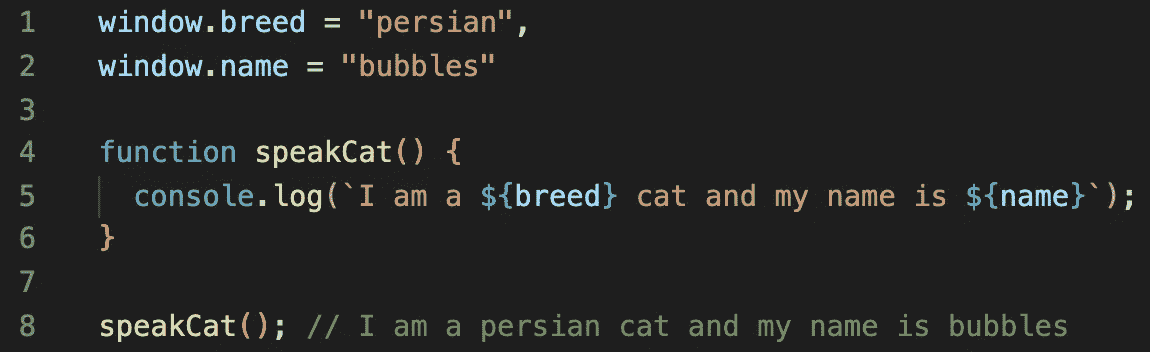 1 window.breed = "persian",
2 window.name = "bubbles"
3
4 function speakCat() {
5   console.log(`I am a ${breed} cat and my name is ${name}`);
6 }
7
8 speakCat(); // I am a persian cat and my name is bubbles